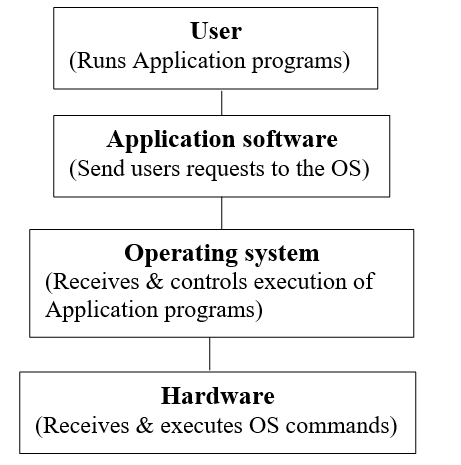 User
(Runs Application programs)
Application software
(Send users requests to the OS)
Operating system
(Receives & controls execution of
Application programs)
Hardware
(Receives & executes OS commands)